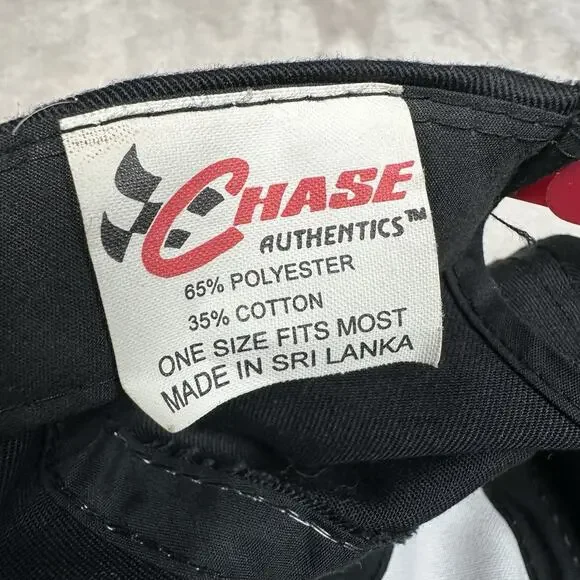 CHASE
AUTHENTICS™
65% POLYESTER
35% COTTON
ONE SIZE FITS MOST
MADE IN SRI LANKA